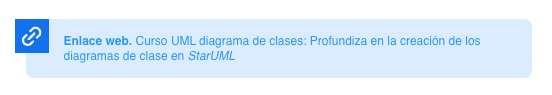 Enlace web. Curso UML diagrama de clases: Profundiza en la creación de los
diagramas de clase en StarUML